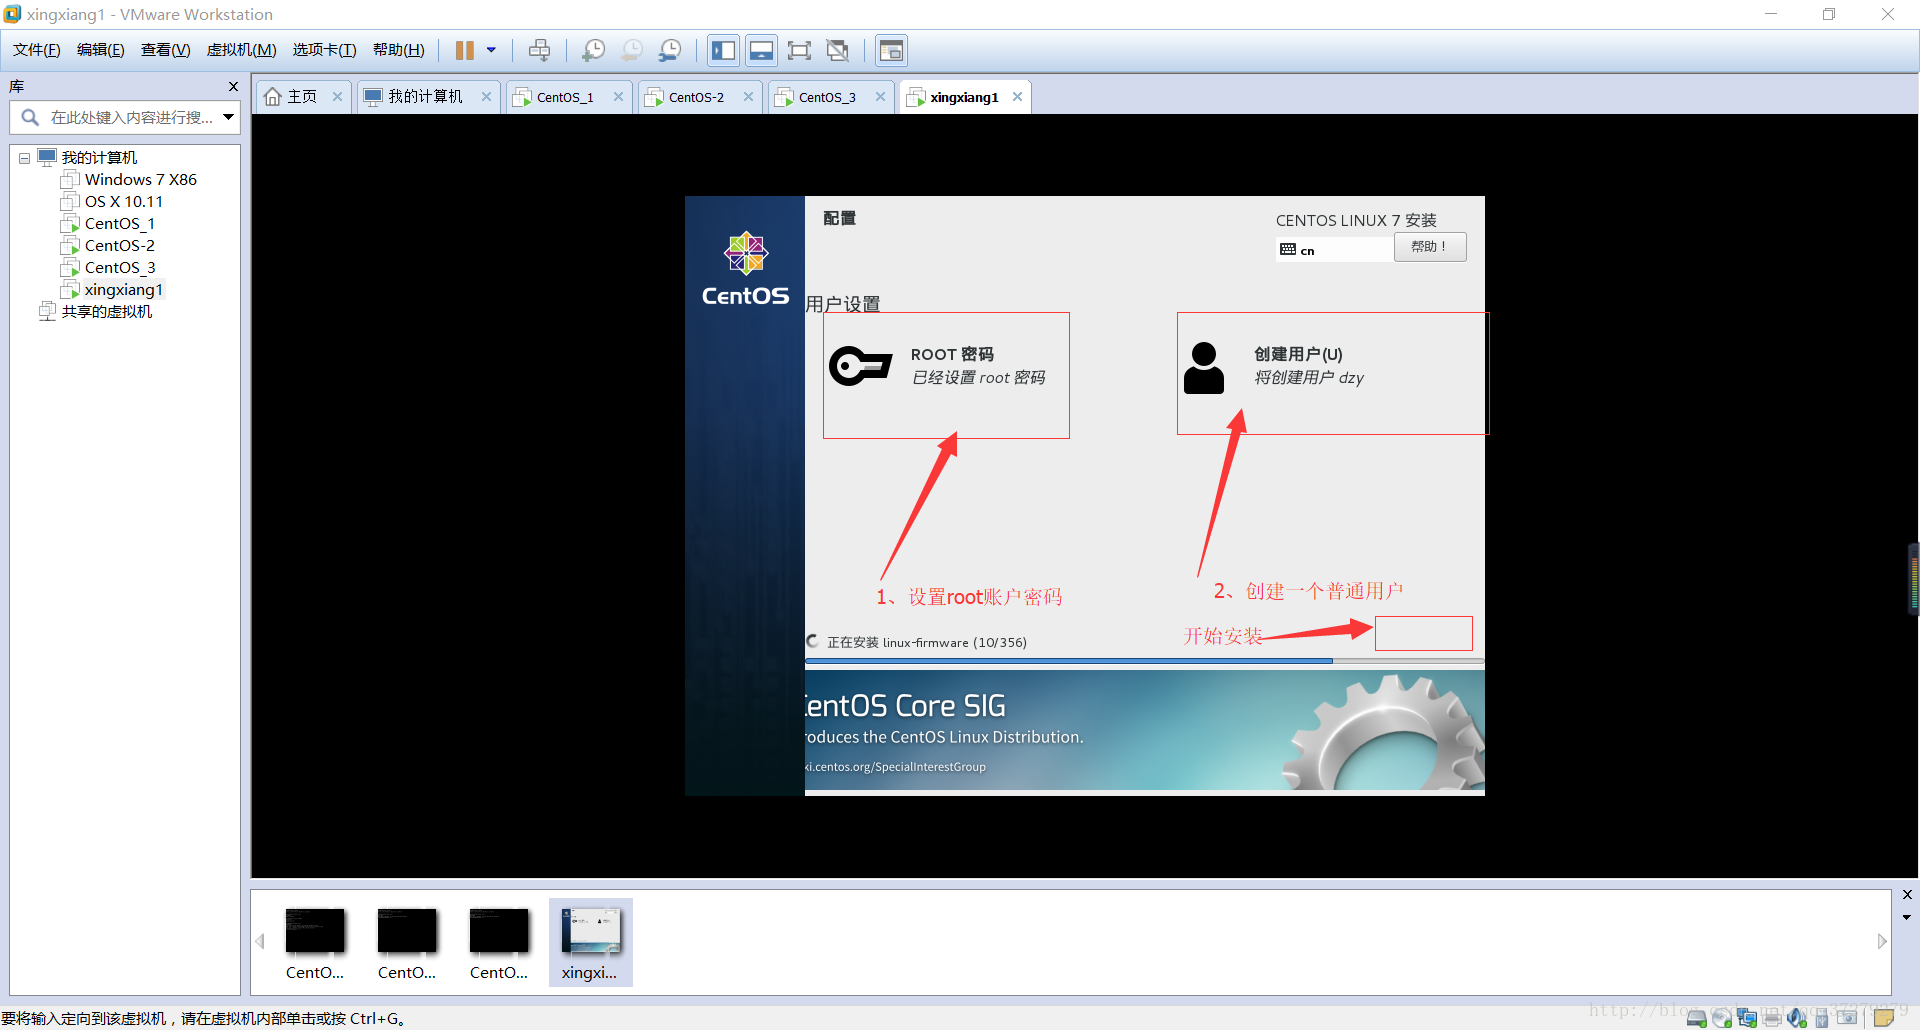 xingxiang1 - VMware Workstation
文件(F) 编辑(E) 查看(V) 虚拟机(M) 选项卡(T) 帮助(H)
库
主页 我的计算机 CentOS_1 CentOS-2 CentOS_3 xingxiang1
在此处键入内容进行搜...
我的计算机
Windows 7 X86
OS X 10.11
CentOS_1
CentOS-2
CentOS_3
xingxiang1
共享的虚拟机
CentOS
配置
CENTOS LINUX 7 安装
cn
帮助！
用户设置
ROOT 密码
已经设置 root 密码
创建用户(U)
将创建用户 dzy
1、设置root账户密码
2、创建一个普通用户
开始安装
正在安装 linux-firmware (10/356)
entOS Core SIG
roduces the CentOS Linux Distribution.
ki.centos.org/SpecialInterestGroup
CentO...
CentO...
CentO...
xingxi...
要将输入定向到该虚拟机，请在虚拟机内部单击或按 Ctrl+G。